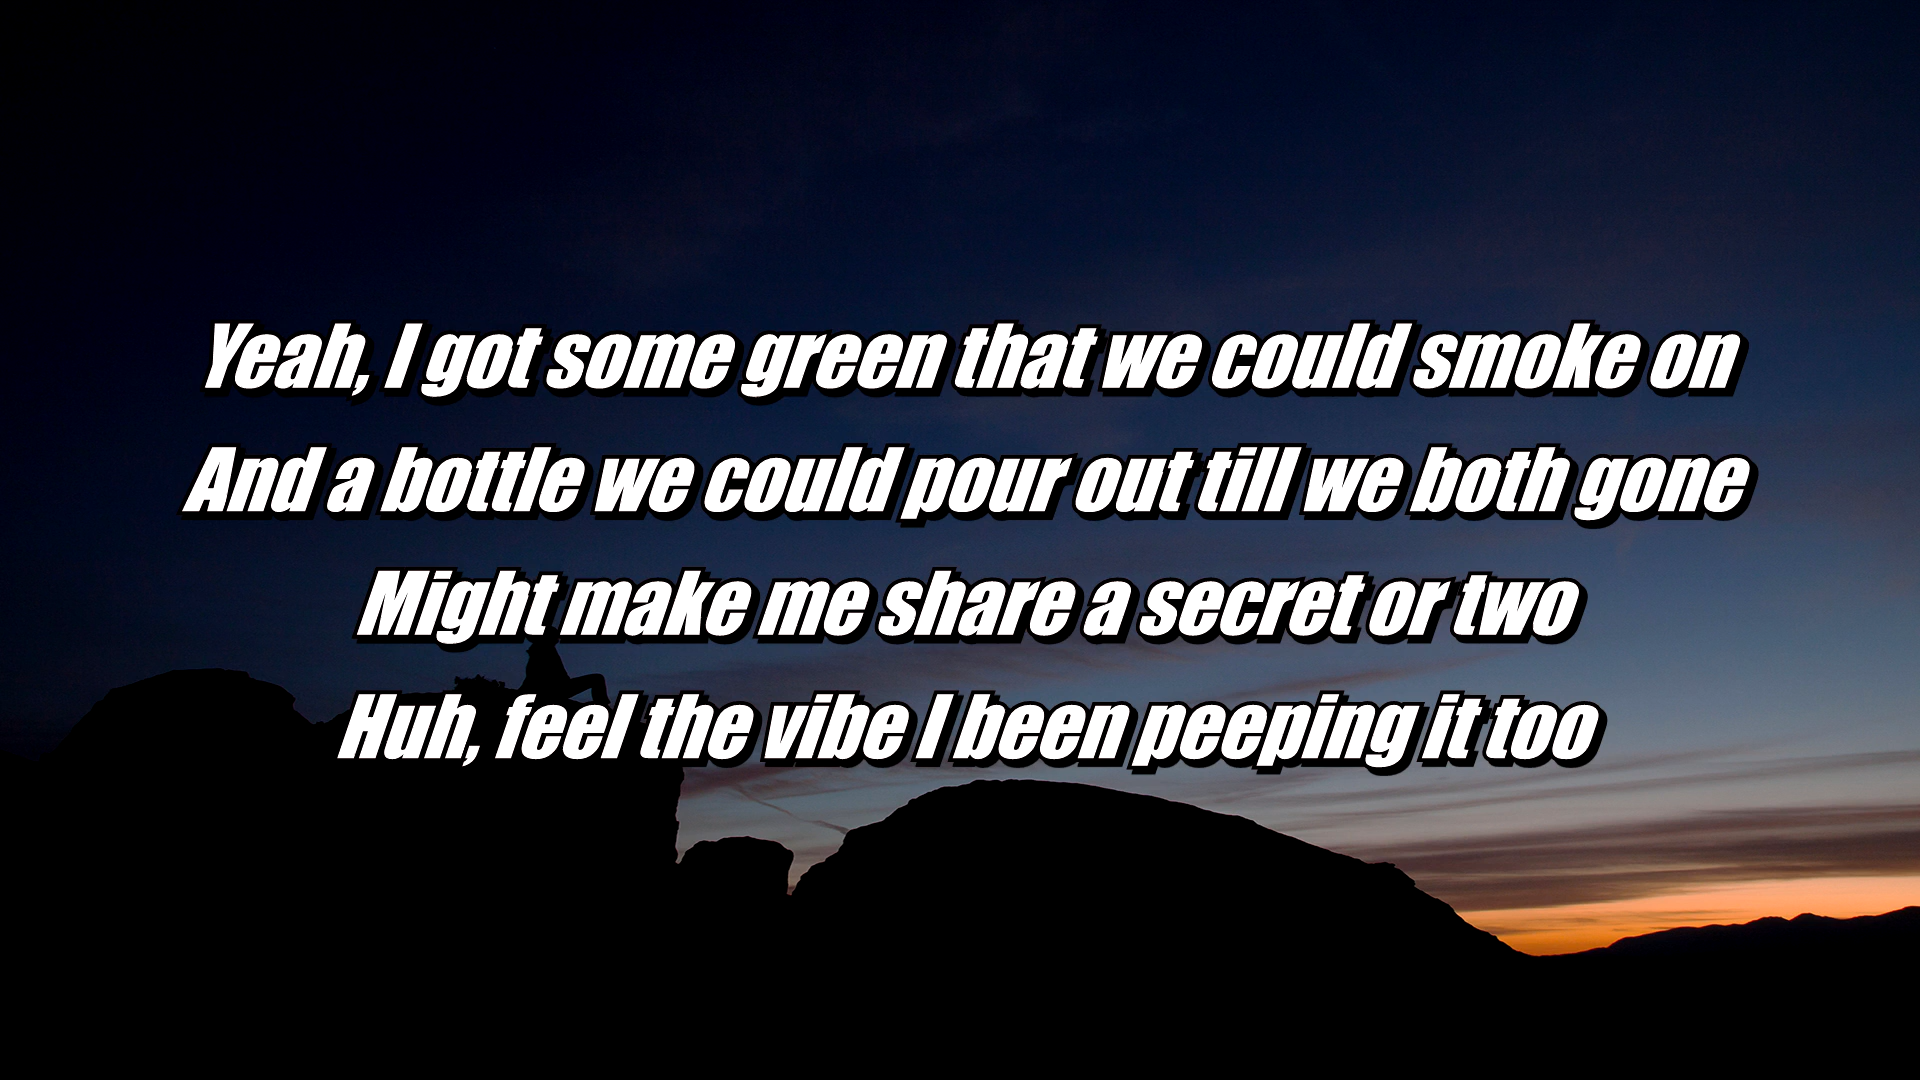 Yeah, I got some green that we could smoke on
And a bottle we could pour out till we both gone
Might make me share a secret or two
Huh, feel the vibe I been peeping it too